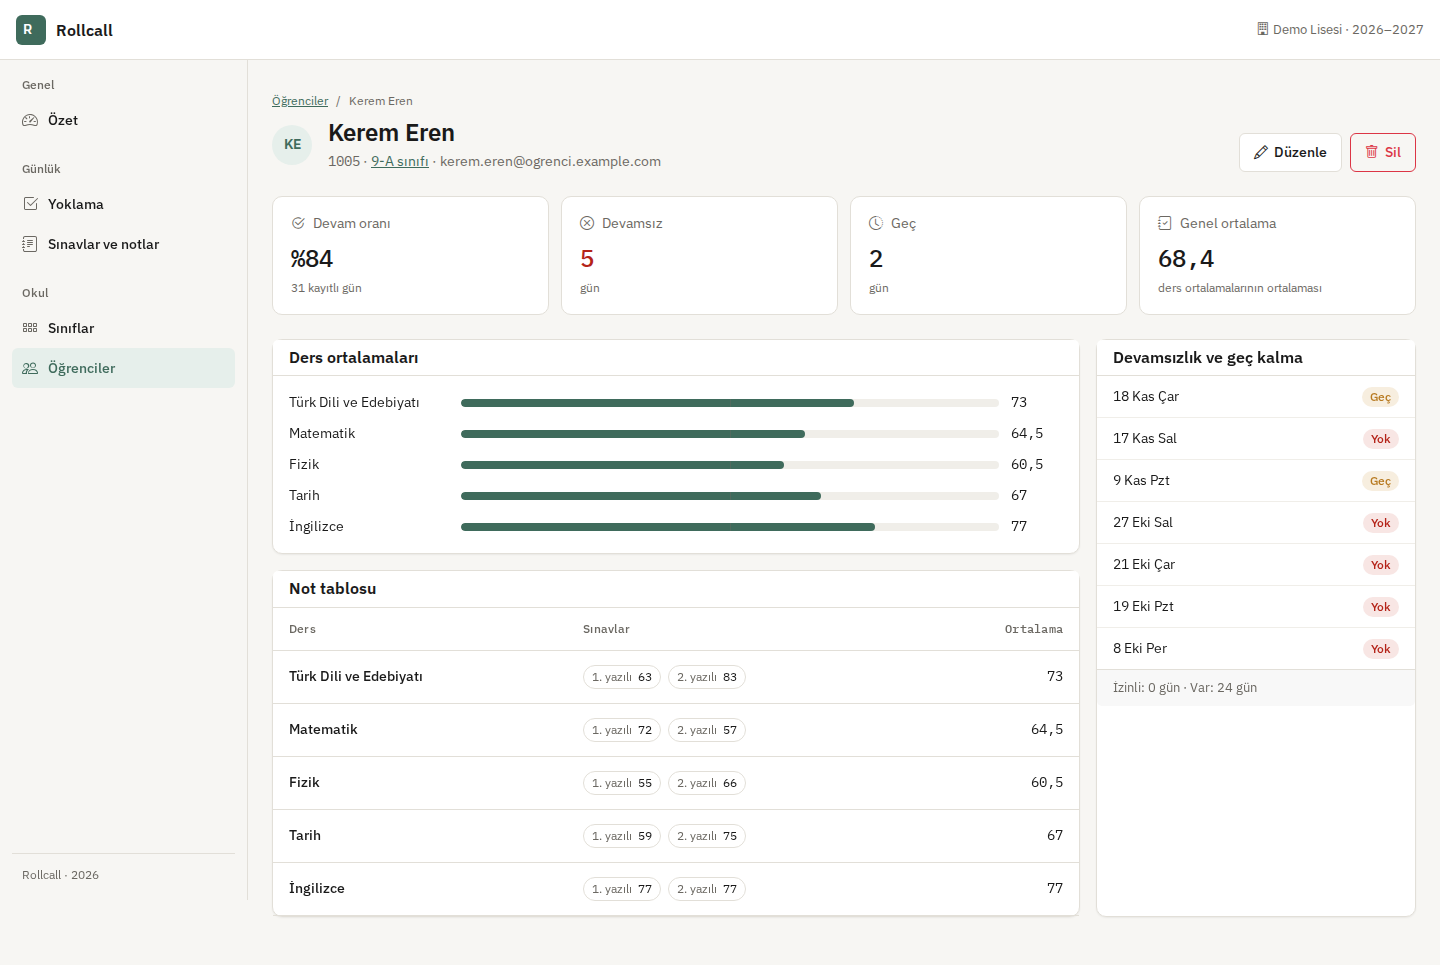 R Rollcall
Demo Lisesi · 2026–2027
Genel
Özet
Günlük
Yoklama
Sınavlar ve notlar
Okul
Sınıflar
Öğrenciler
Rollcall · 2026
Öğrenciler / Kerem Eren
KE
Kerem Eren
1005 · 9-A sınıfı · kerem.eren@ogrenci.example.com
Düzenle
Sil
Devam oranı
%84
31 kayıtlı gün
Devamsız
5
gün
Geç
2
gün
Genel ortalama
68,4
ders ortalamalarının ortalaması
Ders ortalamaları
Türk Dili ve Edebiyatı 73
Matematik 64,5
Fizik 60,5
Tarih 67
İngilizce 77
Not tablosu
Ders Sınavlar Ortalama
Türk Dili ve Edebiyatı 1. yazılı 63 2. yazılı 83 73
Matematik 1. yazılı 72 2. yazılı 57 64,5
Fizik 1. yazılı 55 2. yazılı 66 60,5
Tarih 1. yazılı 59 2. yazılı 75 67
İngilizce 1. yazılı 77 2. yazılı 77 77
Devamsızlık ve geç kalma
18 Kas Çar Geç
17 Kas Sal Yok
9 Kas Pzt Geç
27 Eki Sal Yok
21 Eki Çar Yok
19 Eki Pzt Yok
8 Eki Per Yok
İzinli: 0 gün · Var: 24 gün